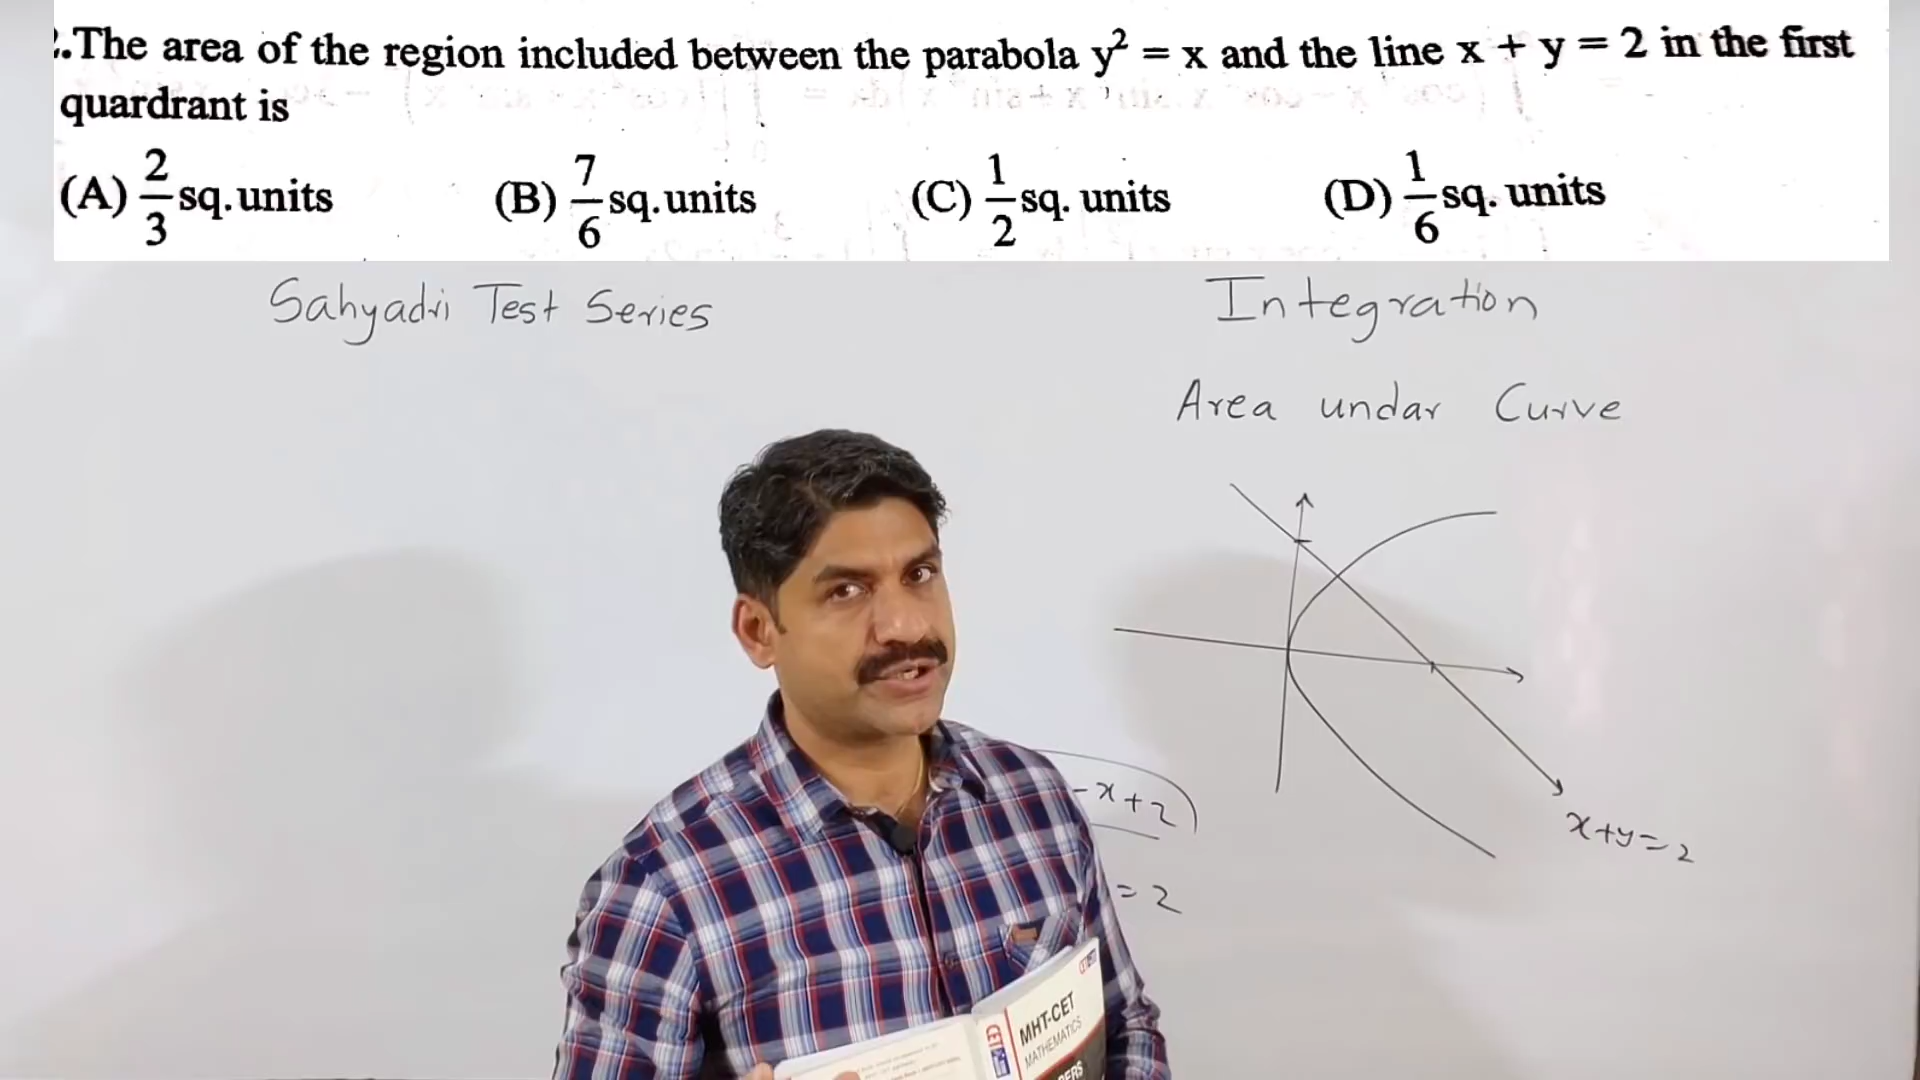 .The area of the region included between the parabola y² = x and the line x + y = 2 in the first
quardrant is
(A) 2/3 sq.units (B) 7/6 sq.units (C) 1/2 sq. units (D) 1/6 sq. units
Sahyadri Test Series
Integration
Area undar Curve
-x+2
x+y=2
= 2
MHT-CET
MATHEMATICS